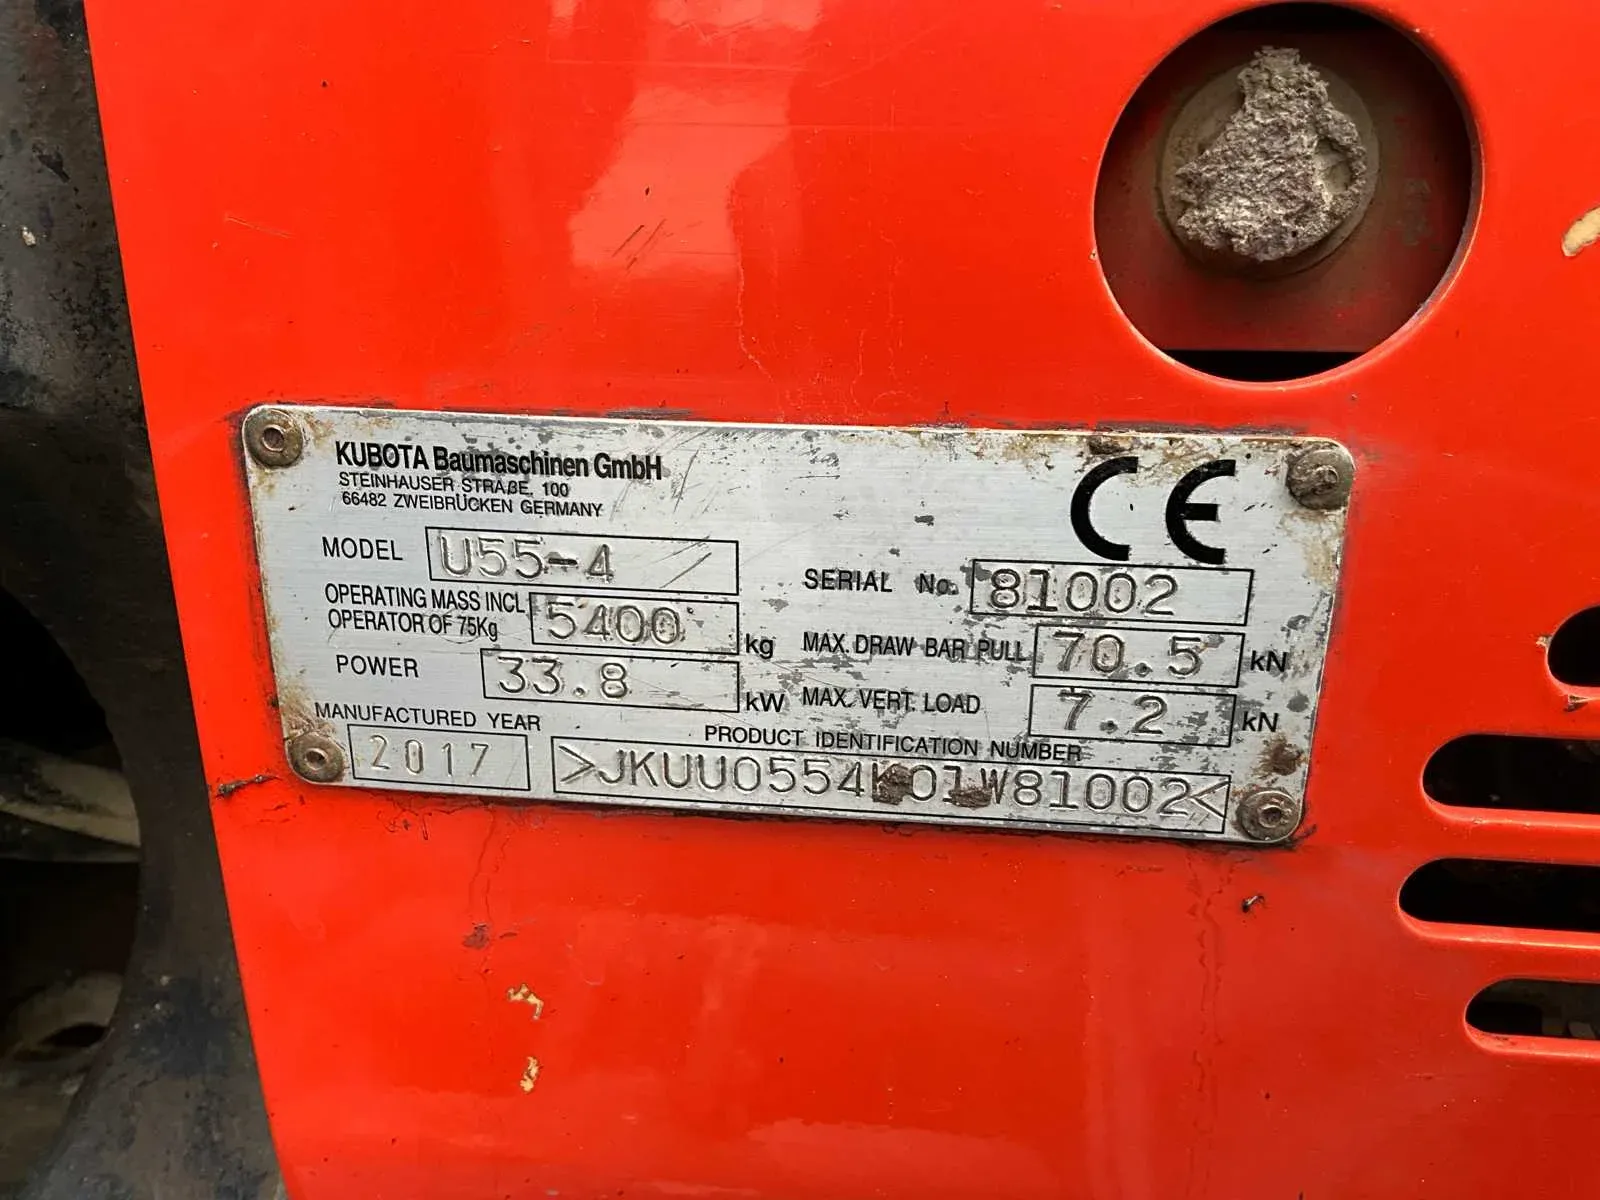 KUBOTA Baumaschinen GmbH
STEINHAUSER STRAßE. 100
66482 ZWEIBRÜCKEN GERMANY
CE
MODEL U55-4
SERIAL No. 81002
OPERATING MASS INCL.
OPERATOR OF 75Kg 5400 kg
MAX. DRAW BAR PULL 70.5 kN
POWER 33.8 kW
MAX. VERT. LOAD 7.2 kN
MANUFACTURED YEAR
2017
PRODUCT IDENTIFICATION NUMBER
>JKUU0554K01W81002<